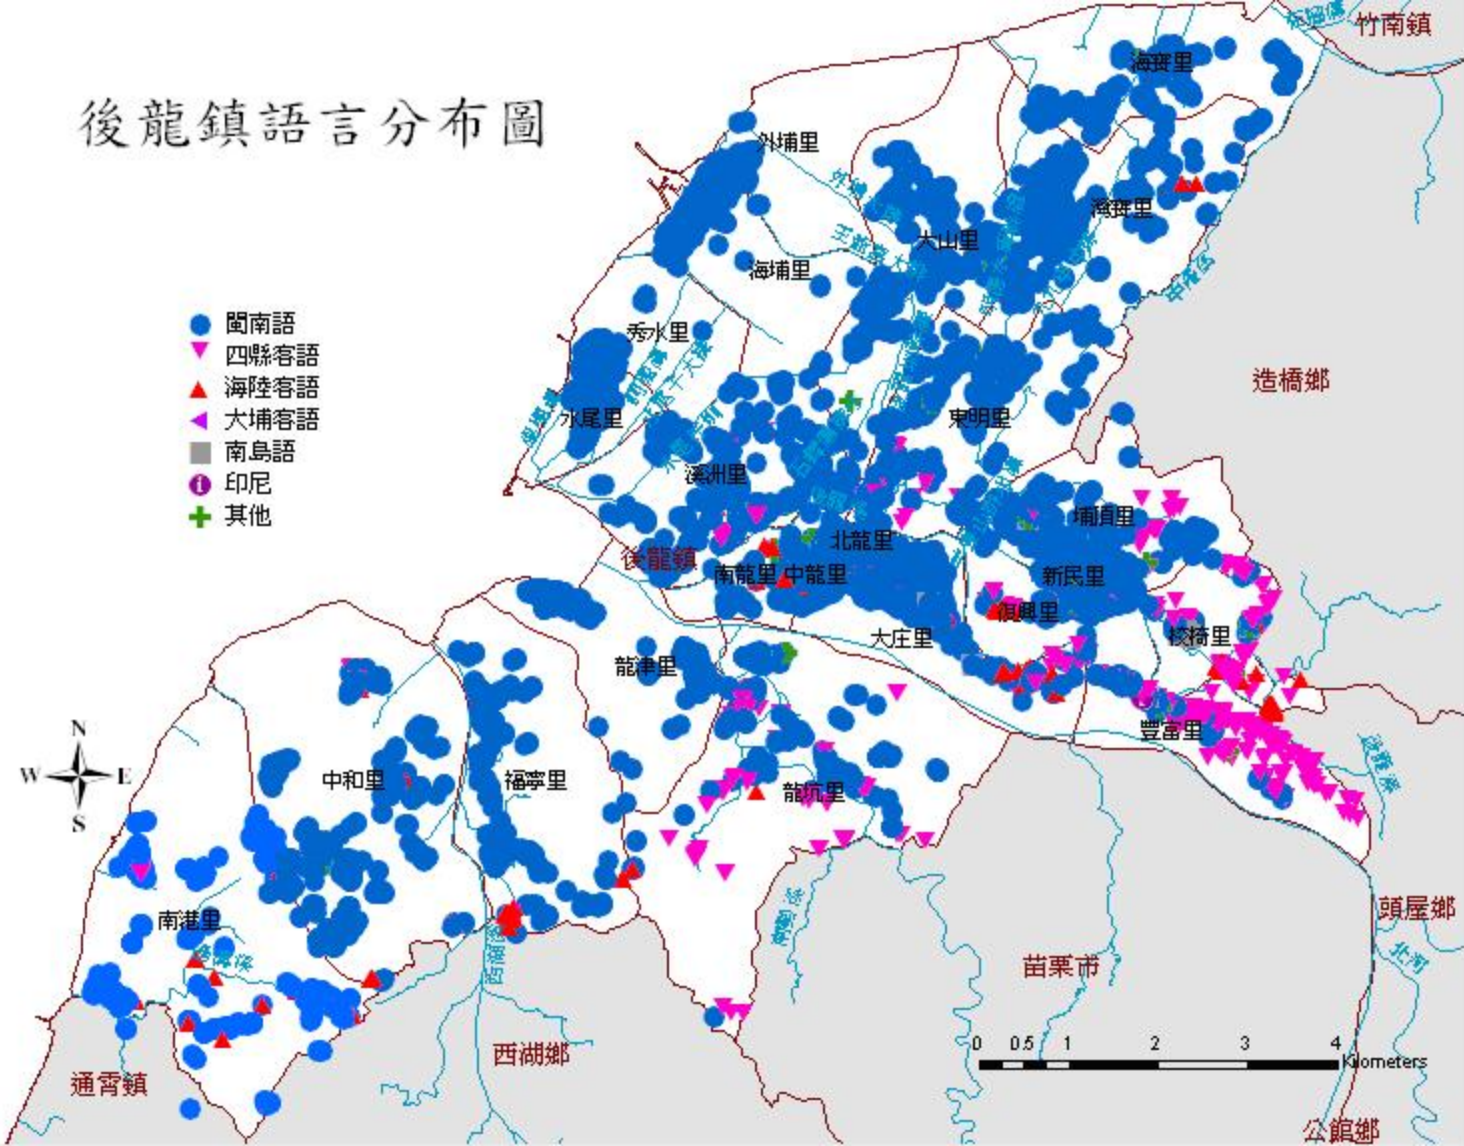 後龍鎮語言分布圖
閩南語
四縣客語
海陸客語
大埔客語
南島語
印尼
其他
竹南鎮
海寶里
外埔里
灣寶里
大山里
海埔里
秀水里
造橋鄉
水尾里
東明里
溪洲里
埔頂里
北龍里
後龍鎮
南龍里
中龍里
新民里
復興里
大庄里
校椅里
龍津里
豐富里
中和里
福寧里
龍坑里
南港里
西湖溪
頭屋鄉
北河
苗栗市
西湖鄉
通霄鎮
公館鄉
N
W
E
S
0 0.5 1 2 3 4
Kilometers